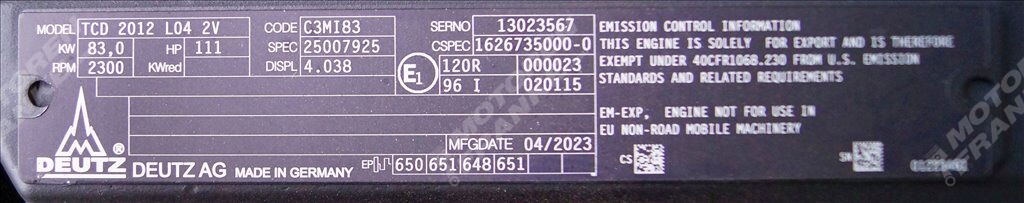 MODEL TCD 2012 L04 2V CODE C3MI83 SERNO 13023567
KW 83,0 HP 111 SPEC 25007925 CSPEC 1626735000-0
RPM 2300 KWred DISPL 4.038 E1 120R 000023
96 I 020115
MFGDATE 04/2023
DEUTZ DEUTZ AG MADE IN GERMANY EP 650 651 648 651
EMISSION CONTROL INFORMATION
THIS ENGINE IS SOLELY FOR EXPORT AND IS THEREFORE
EXEMPT UNDER 40CFR1068.230 FROM U.S. EMISSION
STANDARDS AND RELATED REQUIREMENTS
EM-EXP, ENGINE NOT FOR USE IN
EU NON-ROAD MOBILE MACHINERY
CS SN